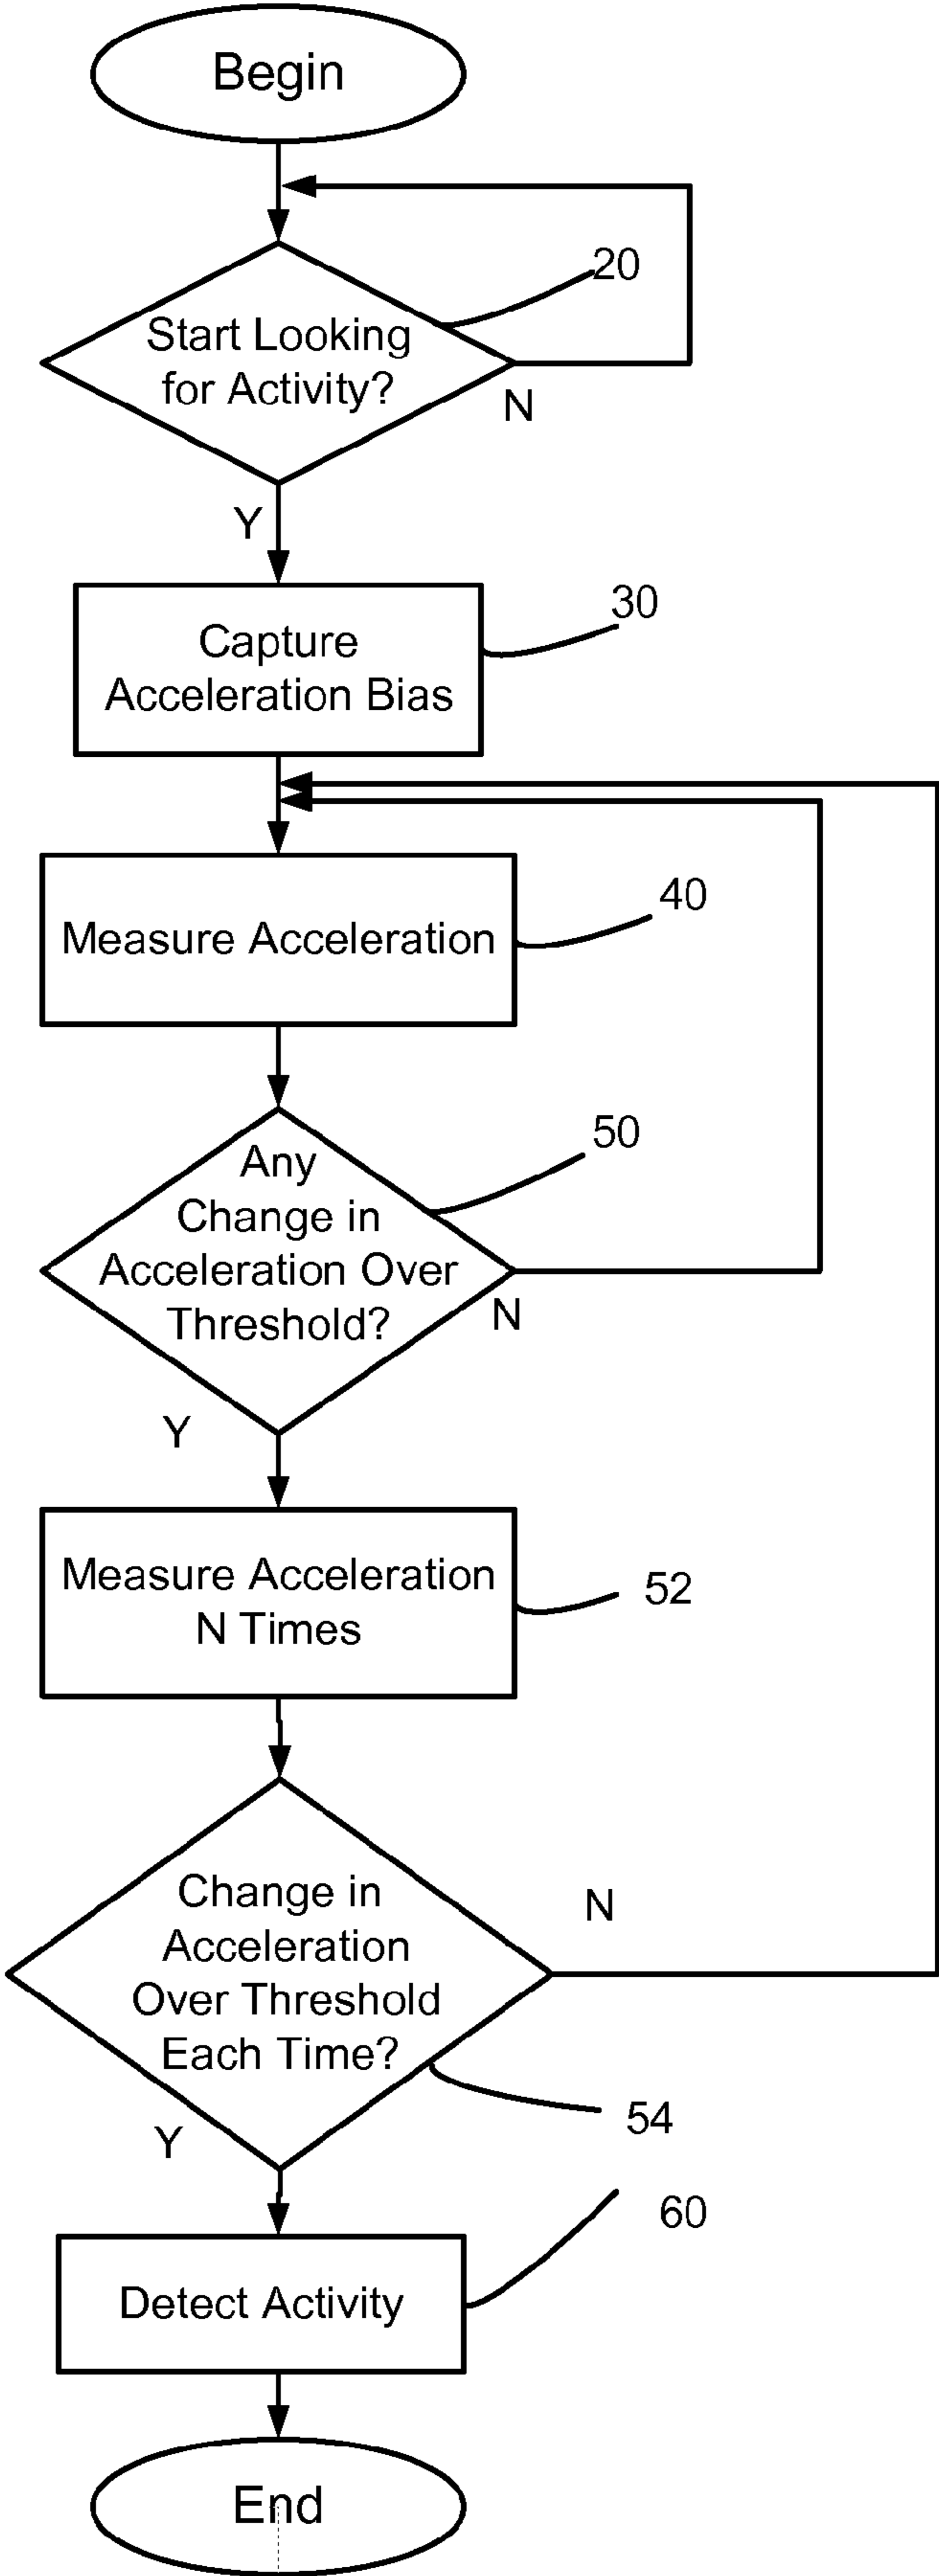 Begin
20
Start Looking
for Activity?
N
Y
30
Capture
Acceleration Bias
40
Measure Acceleration
50
Any
Change in
Acceleration Over
Threshold?
N
Y
Measure Acceleration
N Times
52
Change in
Acceleration
Over Threshold
Each Time?
N
54
Y
60
Detect Activity
End